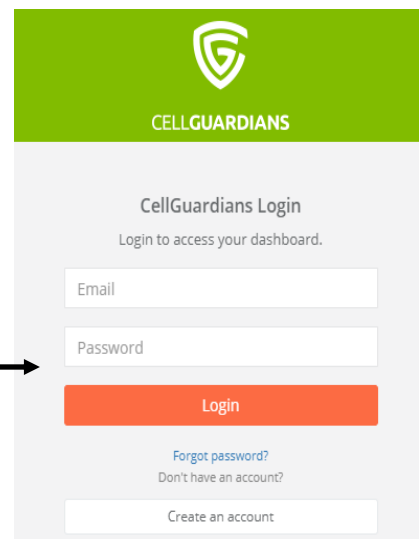 CELLGUARDIANS
CellGuardians Login
Login to access your dashboard.
Email
Password
Login
Forgot password?
Don't have an account?
Create an account